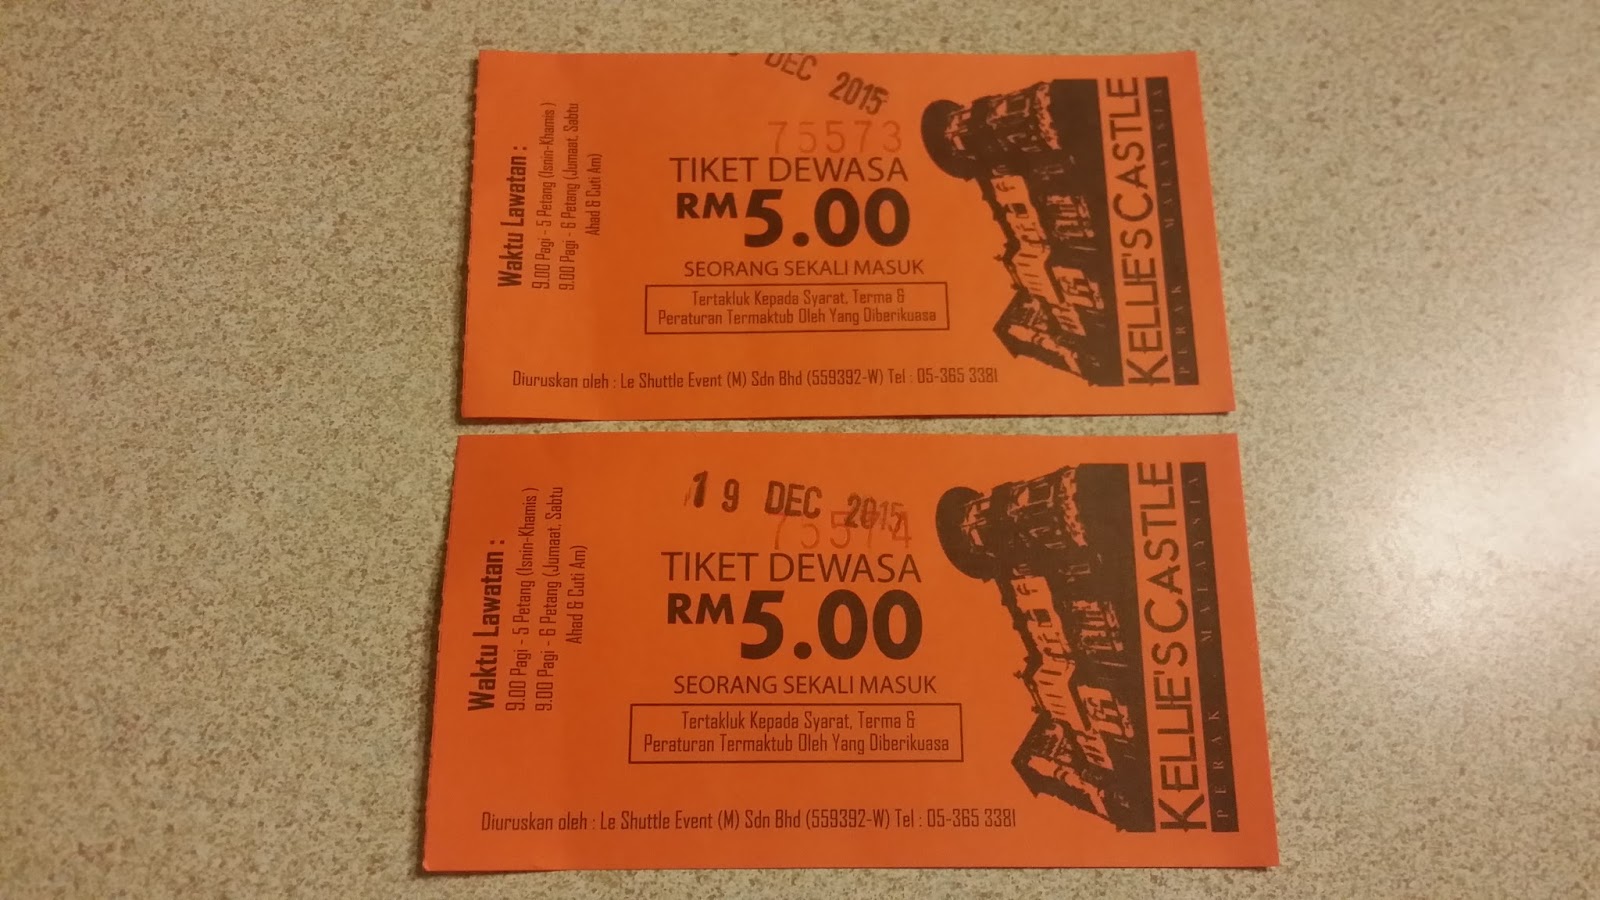 DEC 2015
75573
TIKET DEWASA
RM5.00
SEORANG SEKALI MASUK
Tertakluk Kepada Syarat, Terma &
Peraturan Termaktub Oleh Yang Diberikuasa
Diuruskan oleh : Le Shuttle Event (M) Sdn Bhd (559392-W) Tel : 05-365 3381
Waktu Lawatan :
9.00 Pagi - 5 Petang (Isnin-Khamis )
9.00 Pagi - 6 Petang (Jumaat, Sabtu
Ahad & Cuti Am)
KELLIE'S CASTLE
PERAK MALAYSIA
19 DEC 2015
75574
TIKET DEWASA
RM5.00
SEORANG SEKALI MASUK
Tertakluk Kepada Syarat, Terma &
Peraturan Termaktub Oleh Yang Diberikuasa
Diuruskan oleh : Le Shuttle Event (M) Sdn Bhd (559392-W) Tel : 05-365 3381
Waktu Lawatan :
9.00 Pagi - 5 Petang (Isnin-Khamis )
9.00 Pagi - 6 Petang (Jumaat, Sabtu
Ahad & Cuti Am)
KELLIE'S CASTLE
PERAK MALAYSIA